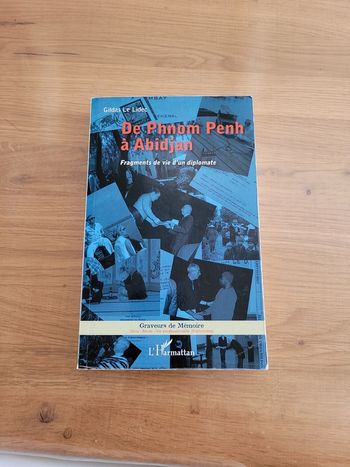 Gildas Le Lidec
De Phnom Penh
à Abidjan
Fragments de vie d'un diplomate
Graveurs de Mémoire
L'Harmattan